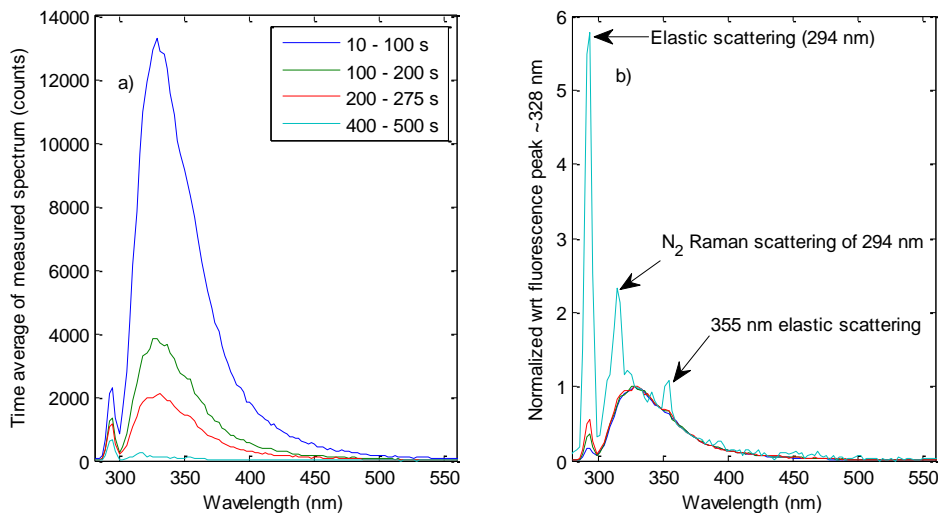 14000
12000
10000
8000
6000
4000
2000
0
300
350
400
450
500
550
Wavelength (nm)
Time average of measured spectrum (counts)
a)
10 - 100 s
100 - 200 s
200 - 275 s
400 - 500 s
6
5
4
3
2
1
0
300
350
400
450
500
550
Wavelength (nm)
Normalized wrt fluorescence peak ~328 nm
b)
Elastic scattering (294 nm)
N2 Raman scattering of 294 nm
355 nm elastic scattering